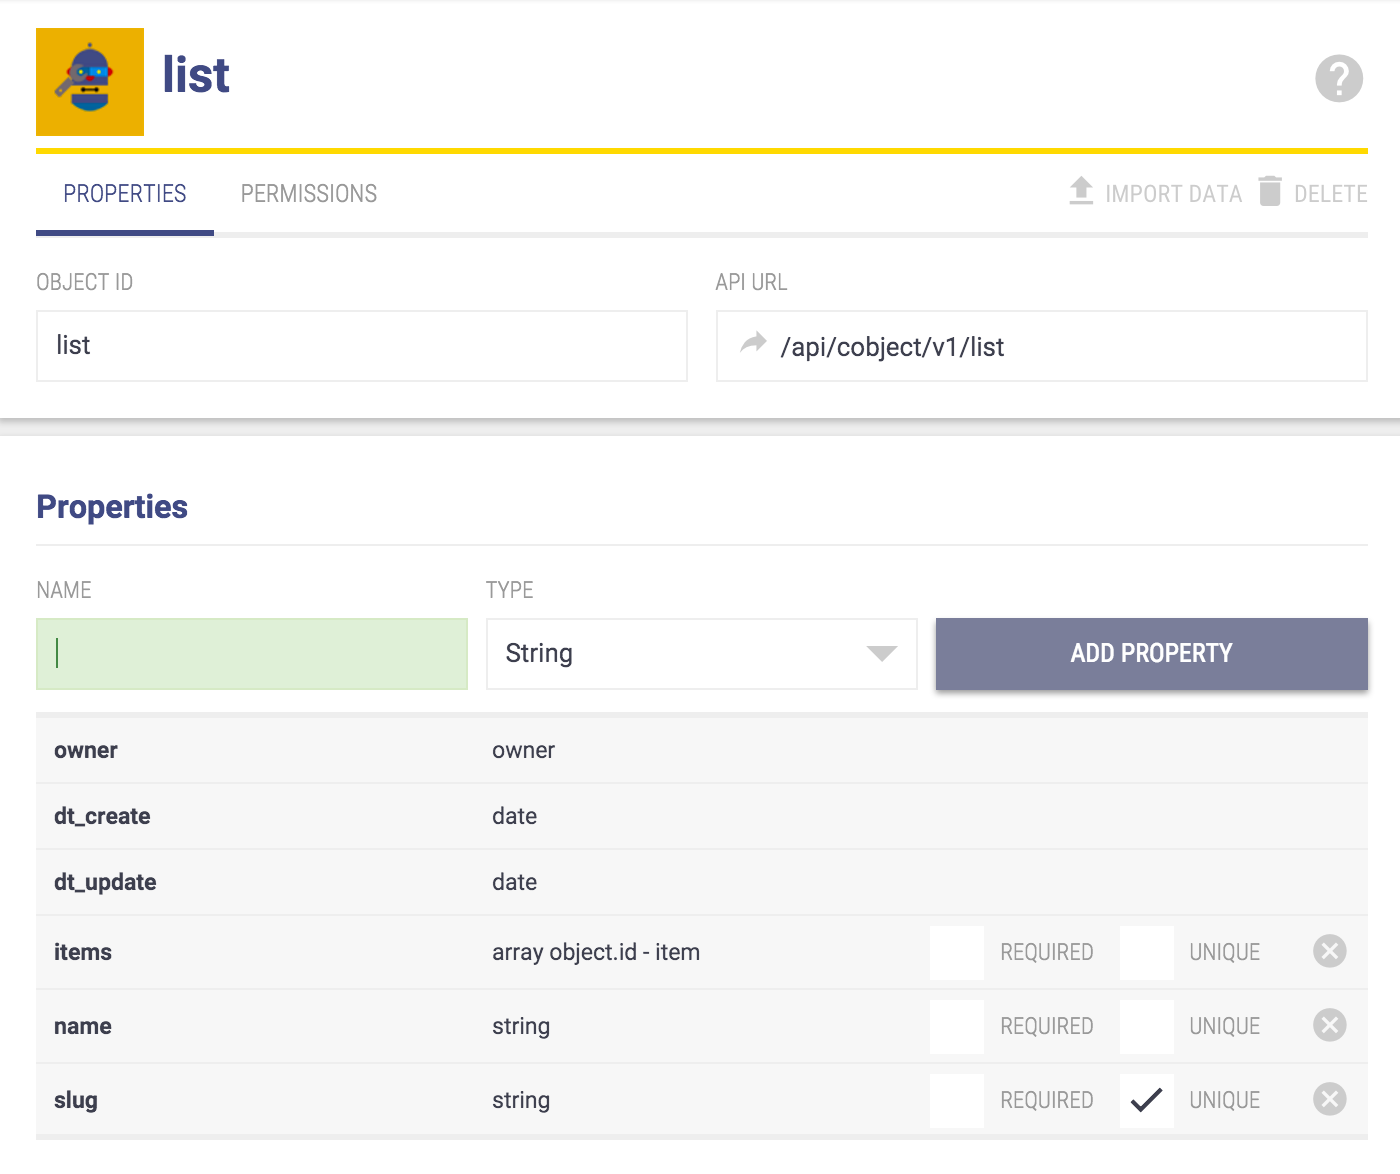 list
?
PROPERTIES PERMISSIONS IMPORT DATA DELETE
OBJECT ID API URL
list /api/cobject/v1/list
Properties
NAME TYPE
String ADD PROPERTY
owner owner
dt_create date
dt_update date
items array object.id - item REQUIRED UNIQUE
name string REQUIRED UNIQUE
slug string REQUIRED UNIQUE